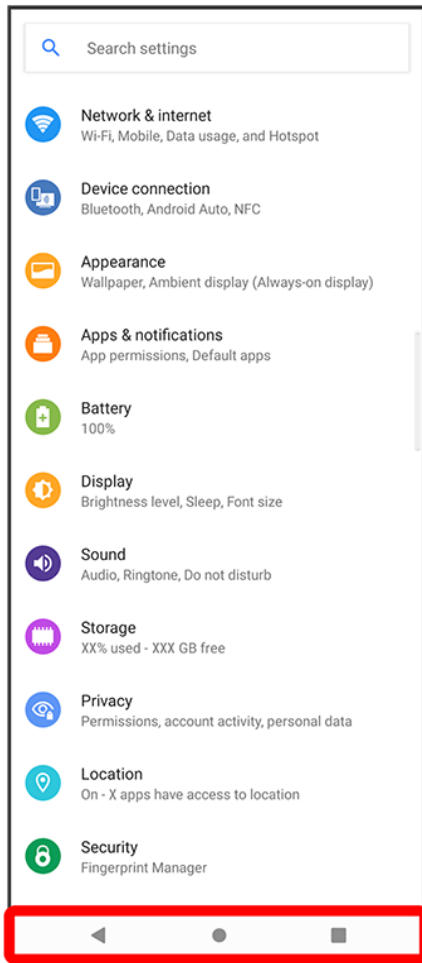 Search settings
Network & internet
Wi-Fi, Mobile, Data usage, and Hotspot
Device connection
Bluetooth, Android Auto, NFC
Appearance
Wallpaper, Ambient display (Always-on display)
Apps & notifications
App permissions, Default apps
Battery
100%
Display
Brightness level, Sleep, Font size
Sound
Audio, Ringtone, Do not disturb
Storage
XX% used - XXX GB free
Privacy
Permissions, account activity, personal data
Location
On - X apps have access to location
Security
Fingerprint Manager